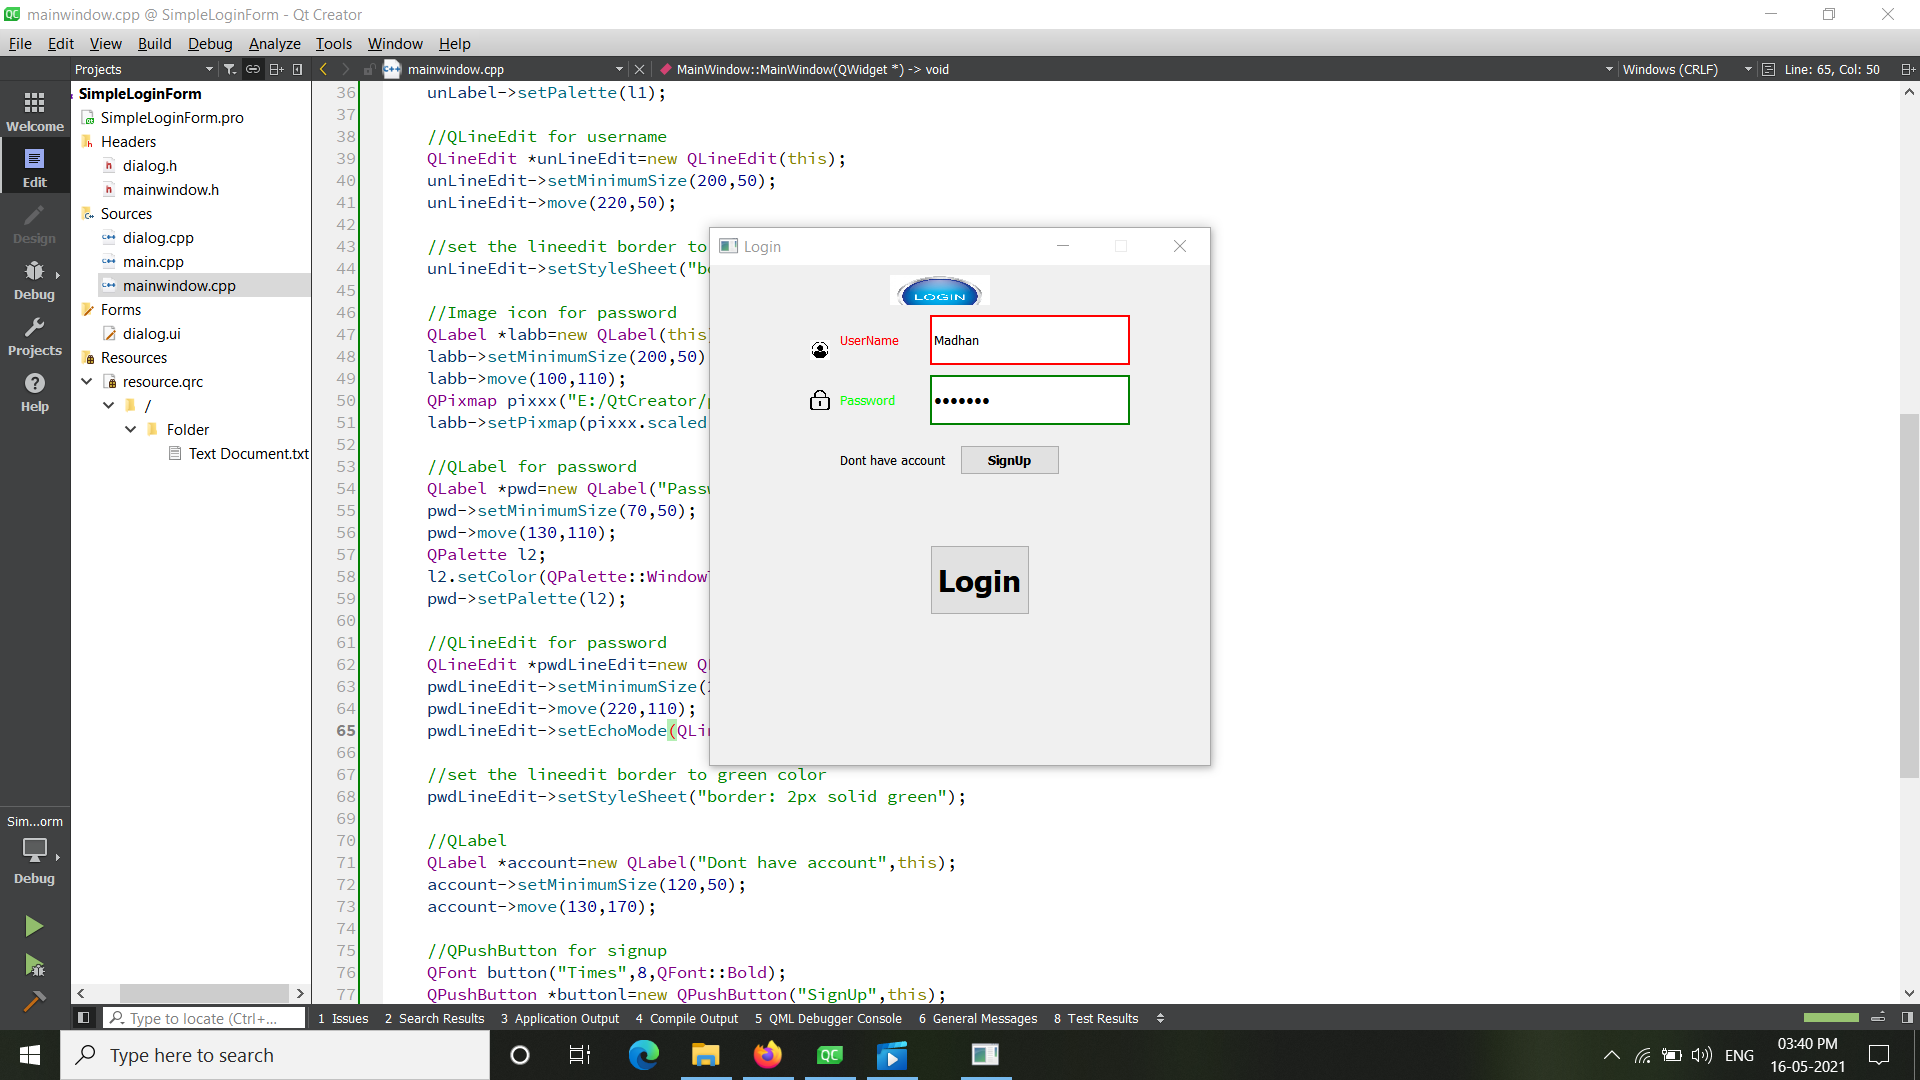 mainwindow.cpp @ SimpleLoginForm - Qt Creator
File Edit View Build Debug Analyze Tools Window Help
Projects
mainwindow.cpp
MainWindow::MainWindow(QWidget *) -> void
Windows (CRLF)
Line: 65, Col: 50
Welcome
Edit
Design
Debug
Projects
Help
Sim...orm
Debug
SimpleLoginForm
SimpleLoginForm.pro
Headers
dialog.h
mainwindow.h
Sources
dialog.cpp
main.cpp
mainwindow.cpp
Forms
dialog.ui
Resources
resource.qrc
/
Folder
Text Document.txt
36 unLabel->setPalette(l1);
37
38 //QLineEdit for username
39 QLineEdit *unLineEdit=new QLineEdit(this);
40 unLineEdit->setMinimumSize(200,50);
41 unLineEdit->move(220,50);
42
43 //set the lineedit border to
44 unLineEdit->setStyleSheet("bo
45
46 //Image icon for password
47 QLabel *labb=new QLabel(this
48 labb->setMinimumSize(200,50)
49 labb->move(100,110);
50 QPixmap pixxx("E:/QtCreator/p
51 labb->setPixmap(pixxx.scaled
52
53 //QLabel for password
54 QLabel *pwd=new QLabel("Passw
55 pwd->setMinimumSize(70,50);
56 pwd->move(130,110);
57 QPalette l2;
58 l2.setColor(QPalette::Window
59 pwd->setPalette(l2);
60
61 //QLineEdit for password
62 QLineEdit *pwdLineEdit=new QL
63 pwdLineEdit->setMinimumSize(2
64 pwdLineEdit->move(220,110);
65 pwdLineEdit->setEchoMode(QLin
66
67 //set the lineedit border to green color
68 pwdLineEdit->setStyleSheet("border: 2px solid green");
69
70 //QLabel
71 QLabel *account=new QLabel("Dont have account",this);
72 account->setMinimumSize(120,50);
73 account->move(130,170);
74
75 //QPushButton for signup
76 QFont button("Times",8,QFont::Bold);
77 QPushButton *buttonl=new QPushButton("SignUp",this);
Login
LOGIN
UserName Madhan
Password •••••••
Dont have account SignUp
Login
Type to locate (Ctrl+...
1 Issues 2 Search Results 3 Application Output 4 Compile Output 5 QML Debugger Console 6 General Messages 8 Test Results
Type here to search
QC
ENG
03:40 PM
16-05-2021